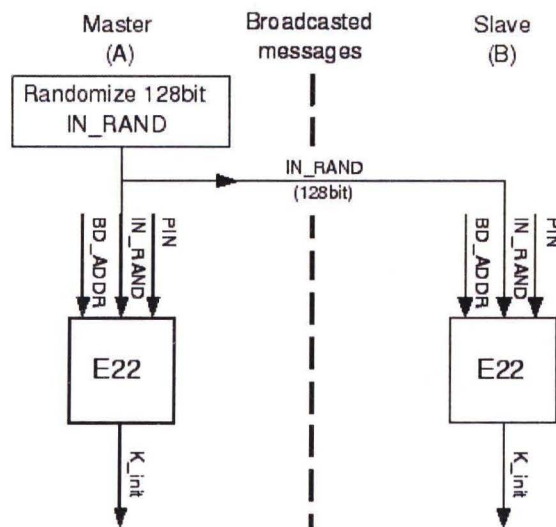 Master
(A)
Broadcasted
messages
Slave
(B)
Randomize 128bit
IN_RAND
IN_RAND
(128bit)
BD_ADDR
IN_RAND
PIN
BD_ADDR
IN_RAND
PIN
E22
E22
K_init
K_init